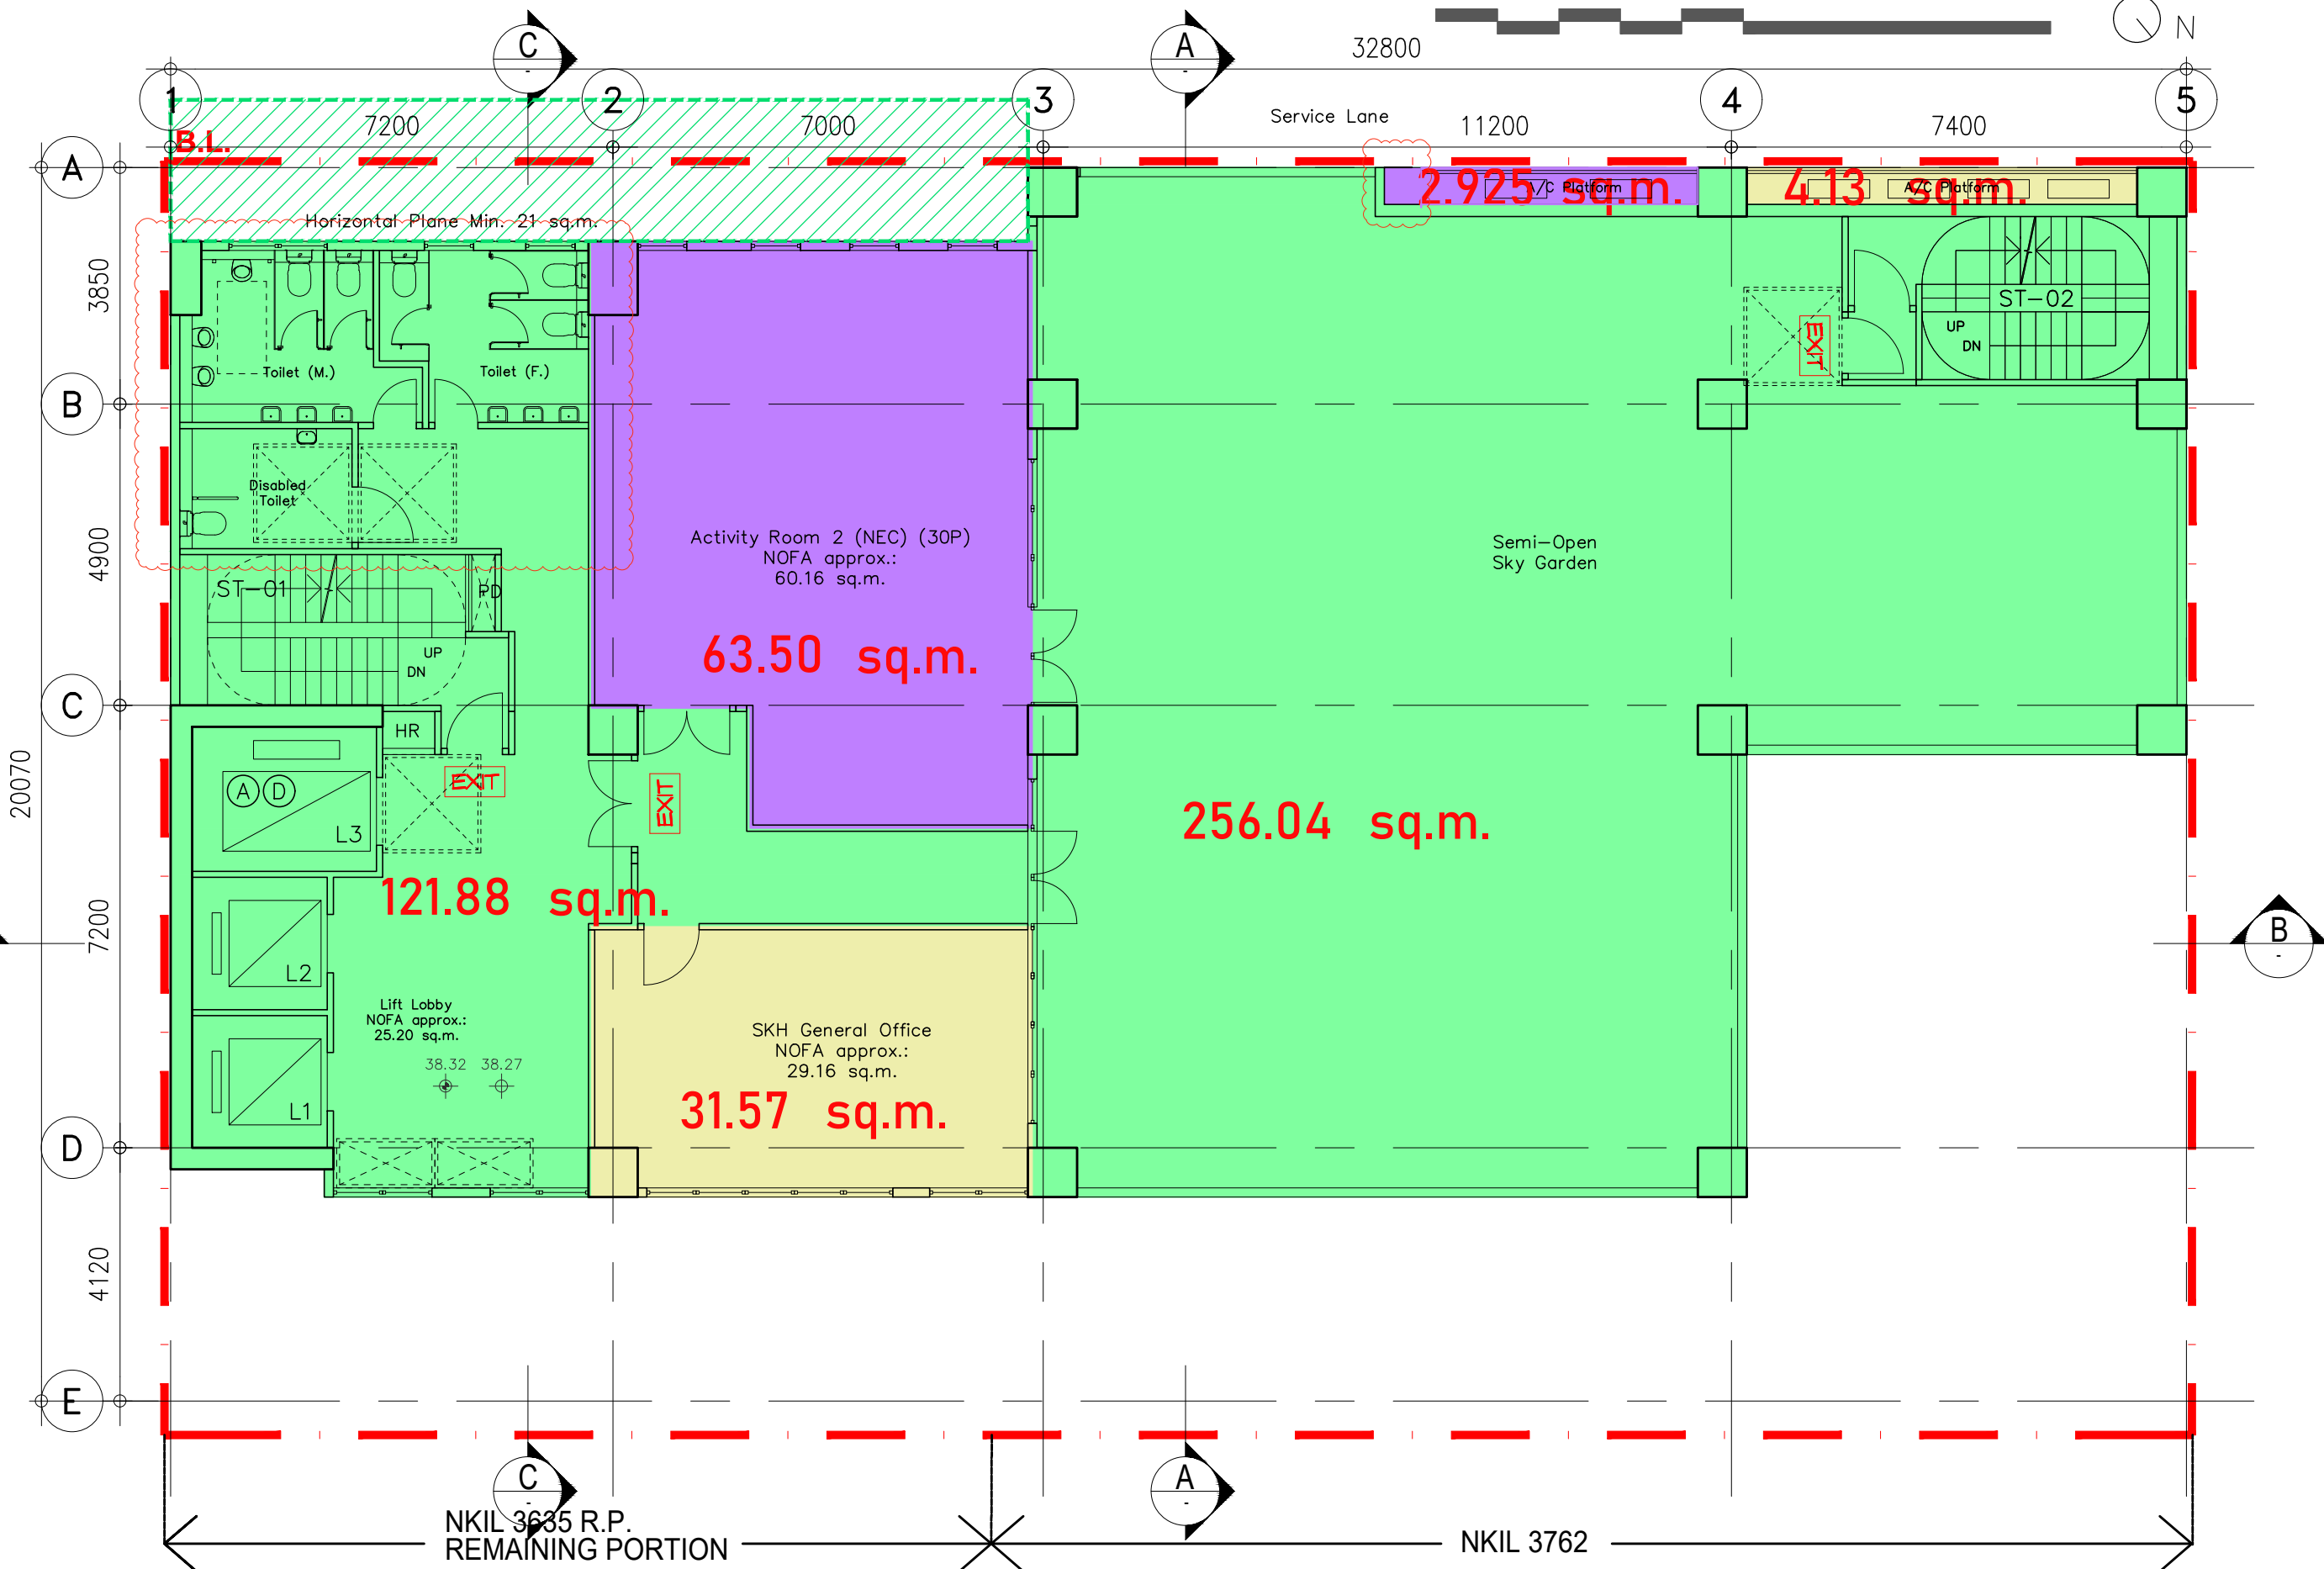 C
-
A
-
32800
N
1
2
3
4
5
7200
7000
Service Lane
11200
7400
B.L.
A
2.925 sq.m.
A/C Platform
4.13 sq.m.
A/C Platform
Horizontal Plane Min. 21 sq.m.
3850
ST-02
UP
DN
EXIT
Toilet (M.)
Toilet (F.)
B
Disabled
Toilet
4900
Activity Room 2 (NEC) (30P)
NOFA approx.:
60.16 sq.m.
63.50 sq.m.
Semi-Open
Sky Garden
ST-01
PD
UP
DN
C
HR
20070
EXIT
EXIT
A
D
L3
256.04 sq.m.
121.88 sq.m.
7200
B
-
L2
Lift Lobby
NOFA approx.:
25.20 sq.m.
SKH General Office
NOFA approx.:
29.16 sq.m.
38.32
38.27
31.57 sq.m.
L1
D
4120
E
C
-
A
-
NKIL 3635 R.P.
REMAINING PORTION
NKIL 3762